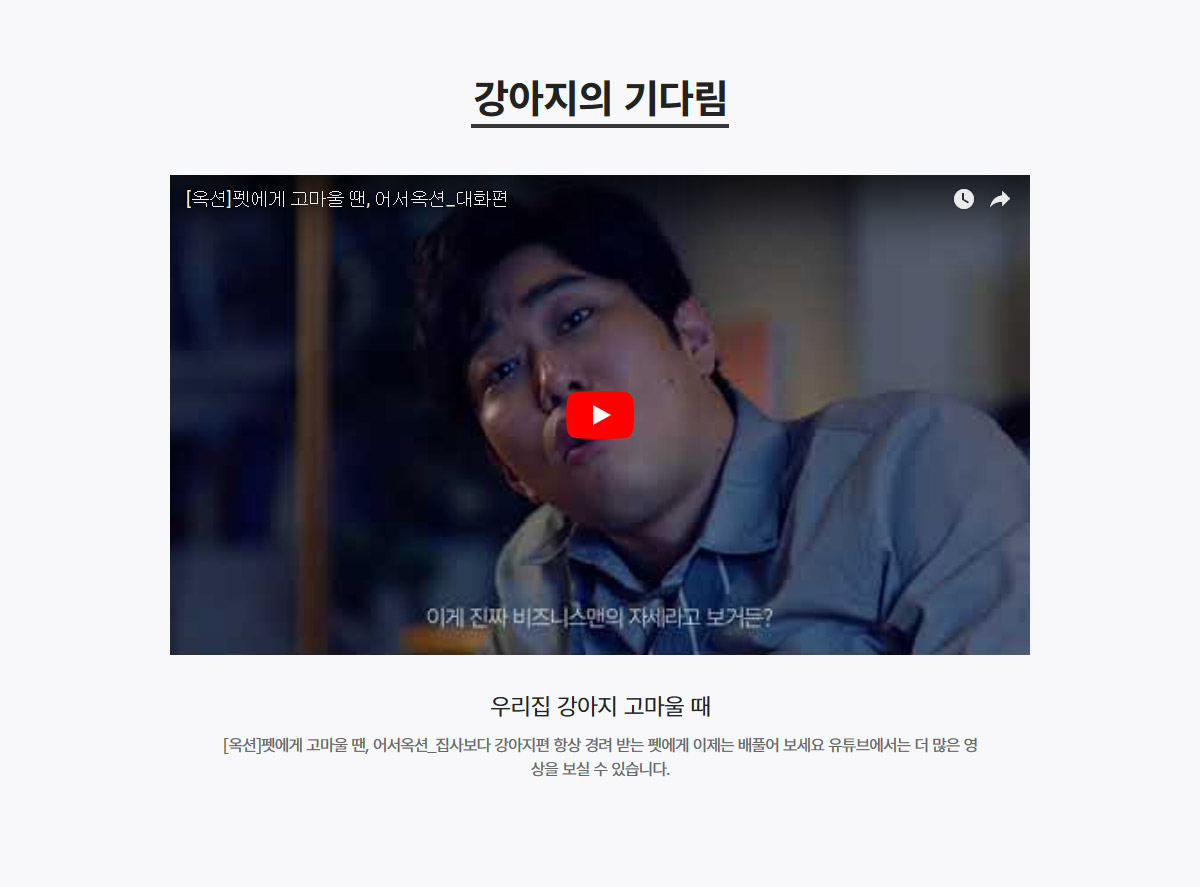 강아지의 기다림
[옥션]펫에게 고마울 땐, 어서옥션_대화편
이게 진짜 비즈니스맨의 자세라고 보거든?
우리집 강아지 고마울 때
[옥션]펫에게 고마울 땐, 어서옥션_집사보다 강아지편 항상 경려 받는 펫에게 이제는 배풀어 보세요 유튜브에서는 더 많은 영
상을 보실 수 있습니다.